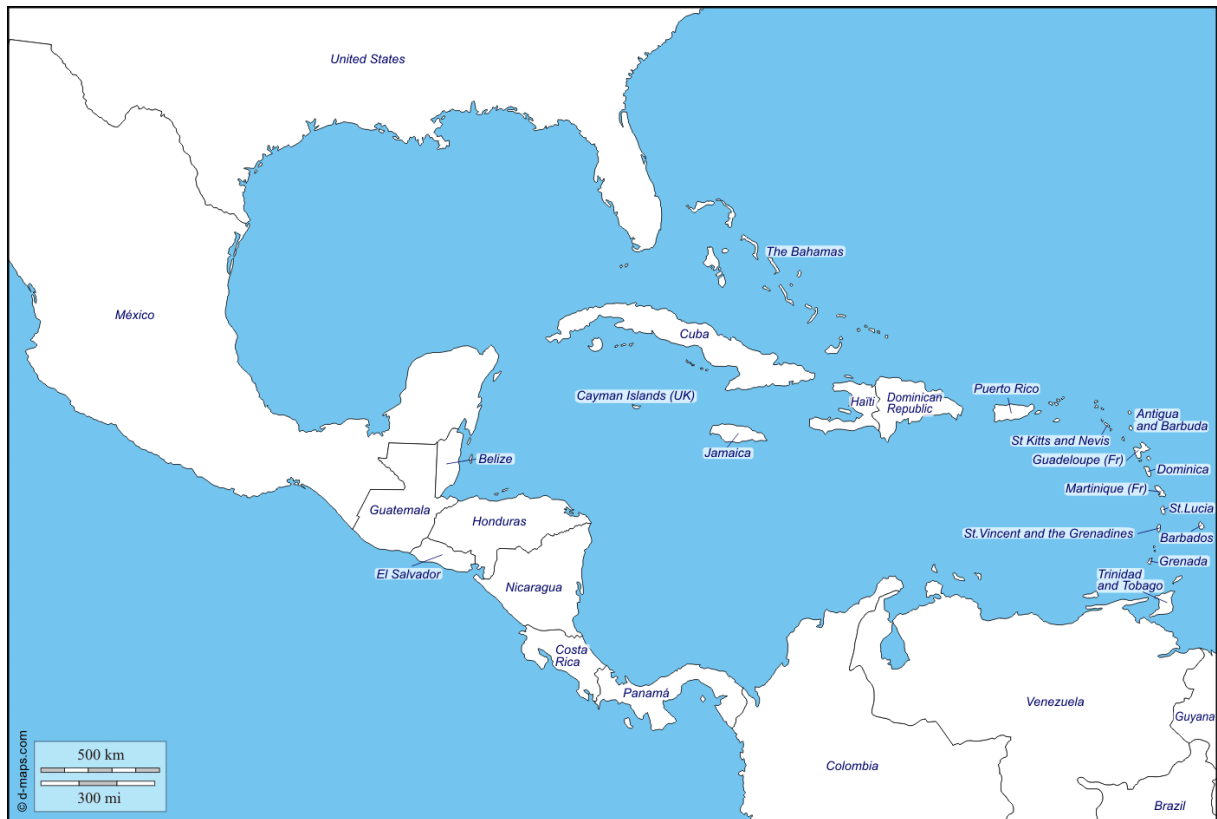 United States
The Bahamas
México
Cuba
Cayman Islands (UK)
Haïti
Dominican
Republic
Puerto Rico
Antigua
and Barbuda
St Kitts and Nevis
Jamaica
Belize
Guadeloupe (Fr)
Dominica
Martinique (Fr)
Guatemala
Honduras
St.Lucia
St.Vincent and the Grenadines
Barbados
El Salvador
Nicaragua
Grenada
Trinidad
and Tobago
Costa
Rica
Panamá
Venezuela
Guyana
Colombia
Brazil
500 km
300 mi
© d-maps.com